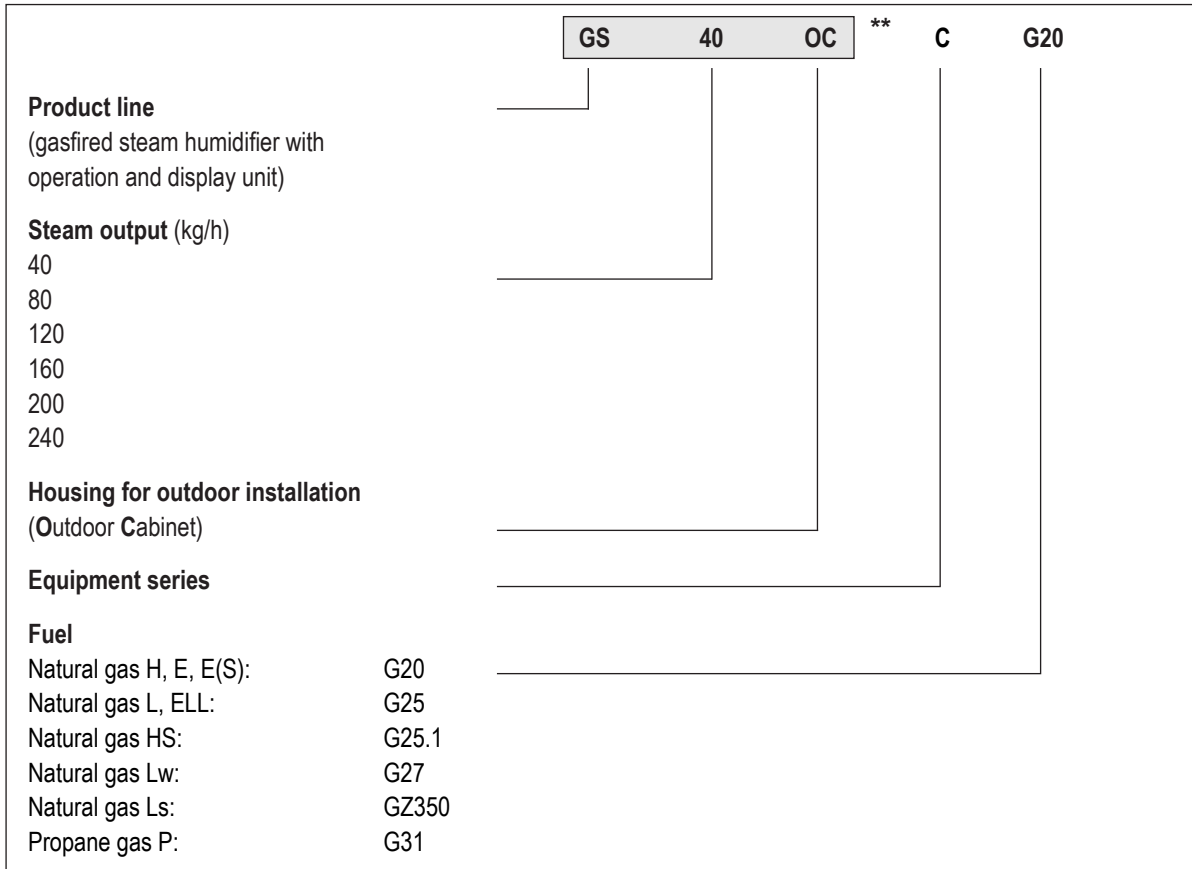 GS 40 OC ** C G20
Product line
(gasfired steam humidifier with
operation and display unit)
Steam output (kg/h)
40
80
120
160
200
240
Housing for outdoor installation
(Outdoor Cabinet)
Equipment series
Fuel
Natural gas H, E, E(S): G20
Natural gas L, ELL: G25
Natural gas HS: G25.1
Natural gas Lw: G27
Natural gas Ls: GZ350
Propane gas P: G31